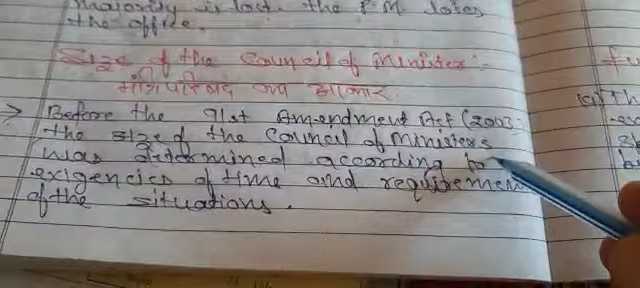 majority is lost. the P.M loses
the office.
Size of the Council of Minister :-
मंत्रिपरिषद का आकार.
→ Before the 91st Amendment Act (2003)
the size of the Council of Ministers
was determined according to
exigencies of time and requiremen
of the situations.